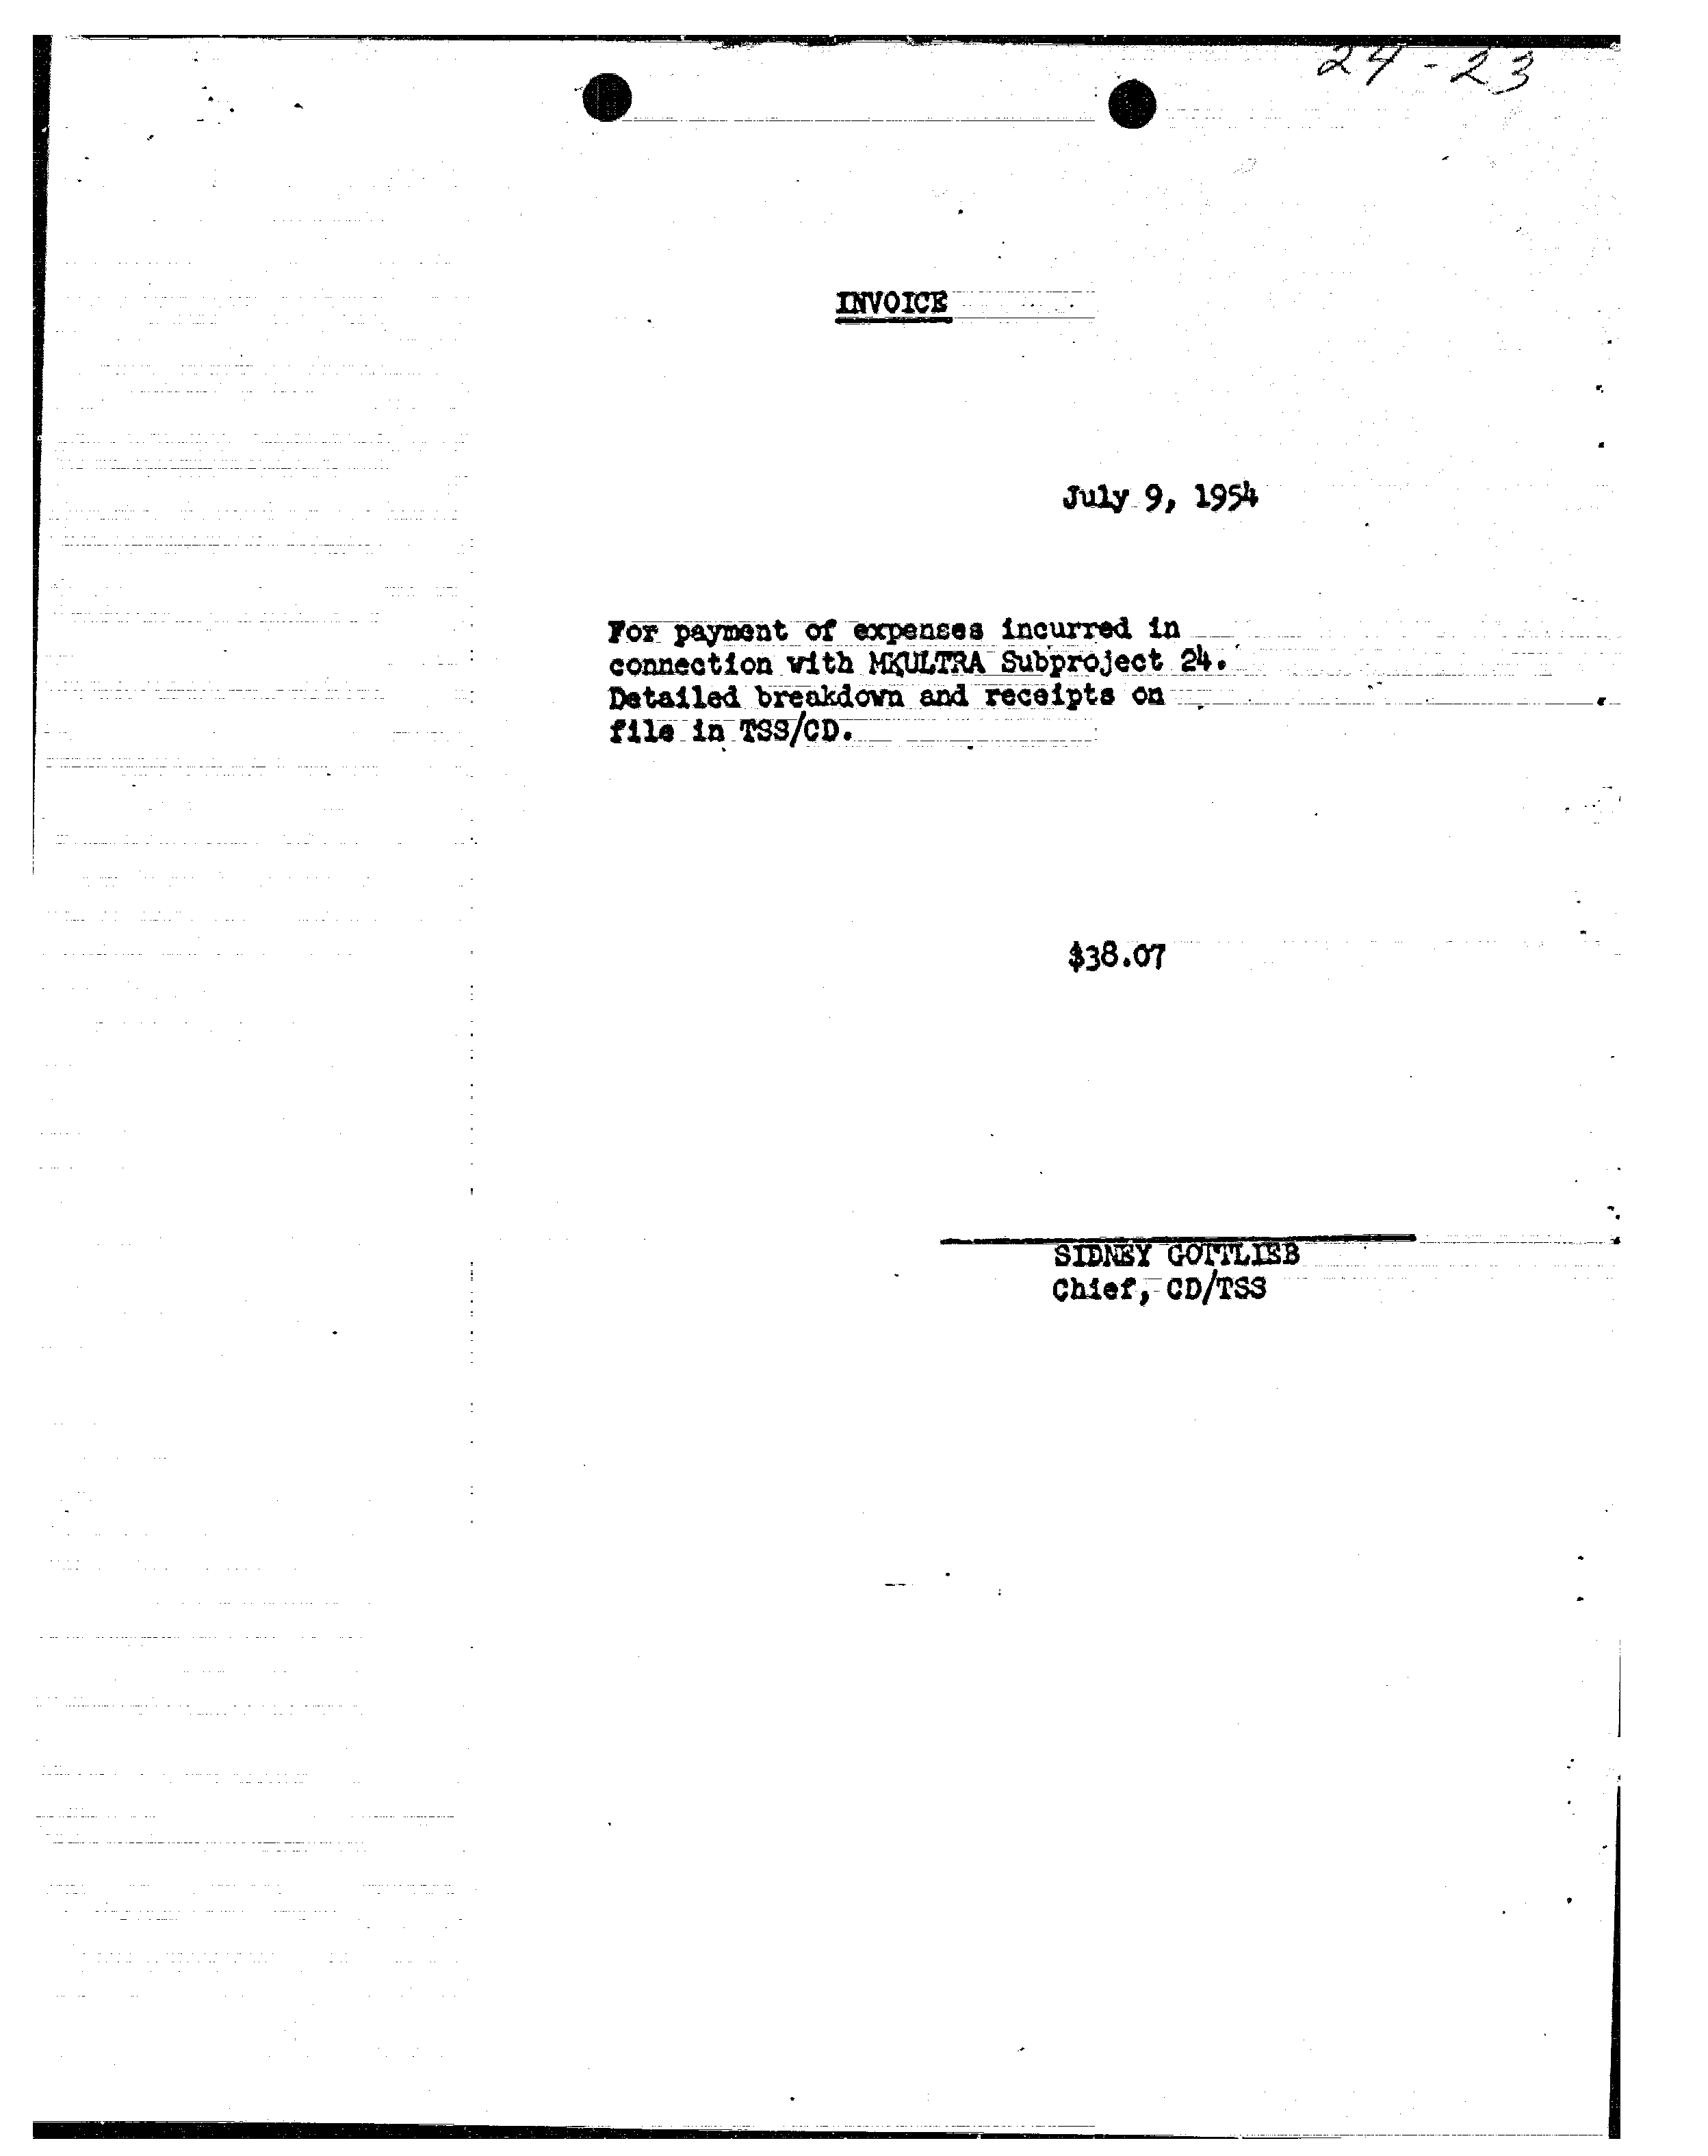 24-23
INVOICE
July 9, 1954
For payment of expenses incurred in
connection with MKULTRA Subproject 24.
Detailed breakdown and receipts on
file in TSS/CD.
$38.07
SIDNEY GOTTLIEB
Chief, CD/TSS